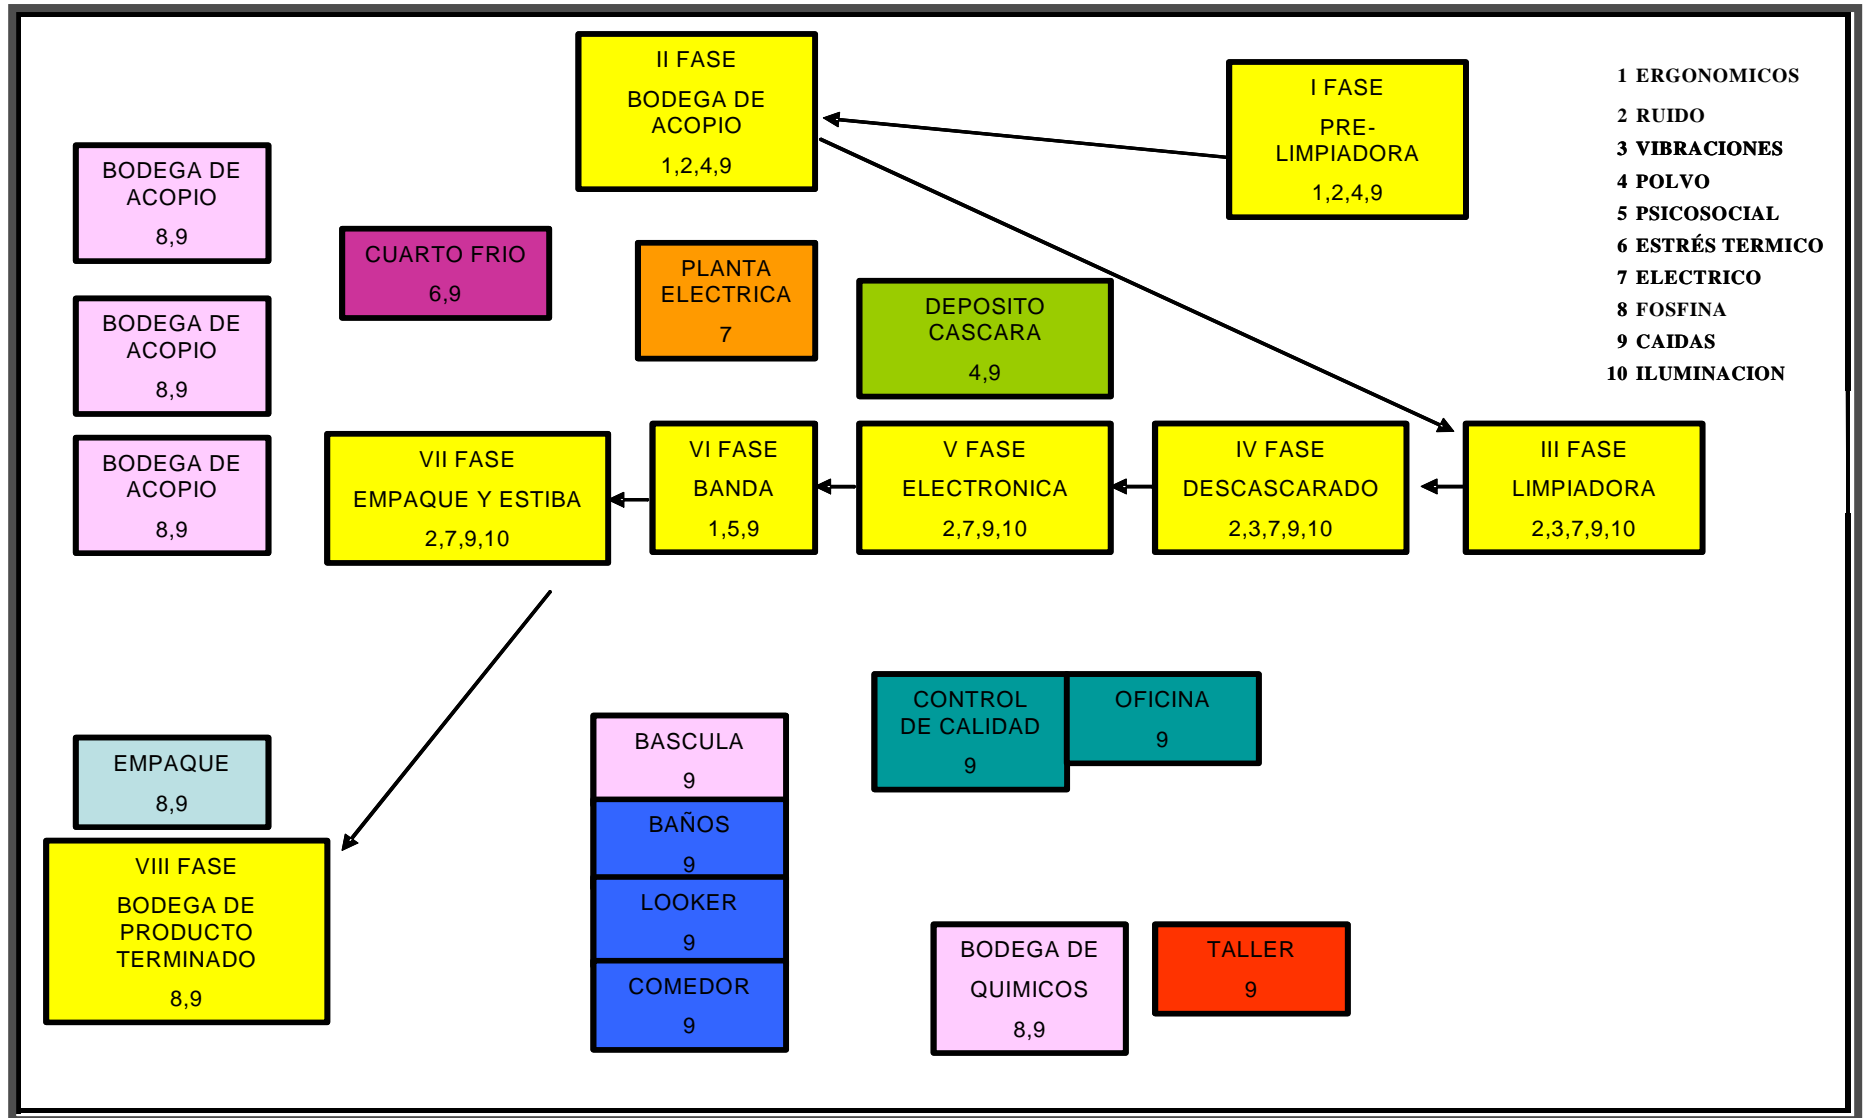 II FASE
BODEGA DE
ACOPIO
1,2,4,9
I FASE
PRE-
LIMPIADORA
1,2,4,9
1 ERGONOMICOS
2 RUIDO
3 VIBRACIONES
4 POLVO
5 PSICOSOCIAL
6 ESTRÉS TERMICO
7 ELECTRICO
8 FOSFINA
9 CAIDAS
10 ILUMINACION
BODEGA DE
ACOPIO
8,9
CUARTO FRIO
6,9
PLANTA
ELECTRICA
7
DEPOSITO
CASCARA
4,9
BODEGA DE
ACOPIO
8,9
BODEGA DE
ACOPIO
8,9
VII FASE
EMPAQUE Y ESTIBA
2,7,9,10
VI FASE
BANDA
1,5,9
V FASE
ELECTRONICA
2,7,9,10
IV FASE
DESCASCARADO
2,3,7,9,10
III FASE
LIMPIADORA
2,3,7,9,10
EMPAQUE
8,9
VIII FASE
BODEGA DE
PRODUCTO
TERMINADO
8,9
BASCULA
9
BAÑOS
9
LOOKER
9
COMEDOR
9
CONTROL
DE CALIDAD
9
OFICINA
9
BODEGA DE
QUIMICOS
8,9
TALLER
9